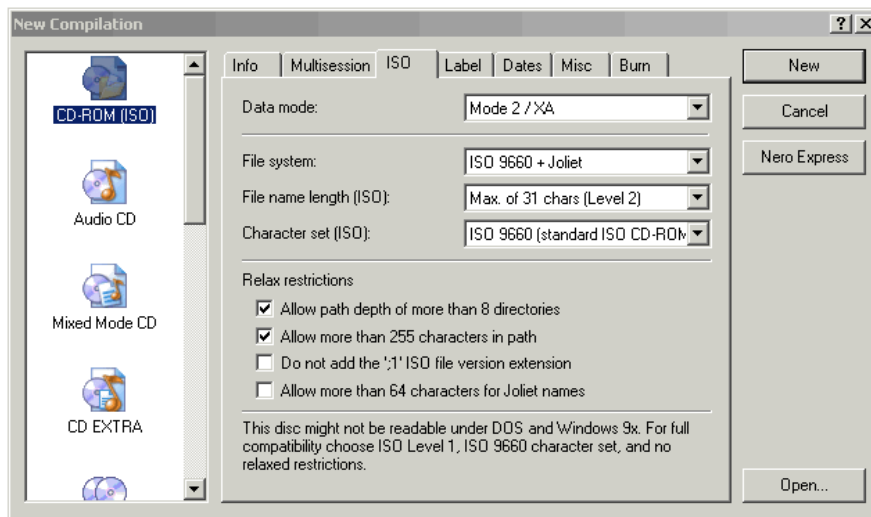 New Compilation
CD-ROM (ISO)
Audio CD
Mixed Mode CD
CD EXTRA
Info
Multisession
ISO
Label
Dates
Misc
Burn
Data mode:
Mode 2 / XA
File system:
ISO 9660 + Joliet
File name length (ISO):
Max. of 31 chars (Level 2)
Character set (ISO):
ISO 9660 (standard ISO CD-ROM
Relax restrictions
Allow path depth of more than 8 directories
Allow more than 255 characters in path
Do not add the ';1' ISO file version extension
Allow more than 64 characters for Joliet names
This disc might not be readable under DOS and Windows 9x. For full
compatibility choose ISO Level 1, ISO 9660 character set, and no
relaxed restrictions.
New
Cancel
Nero Express
Open...